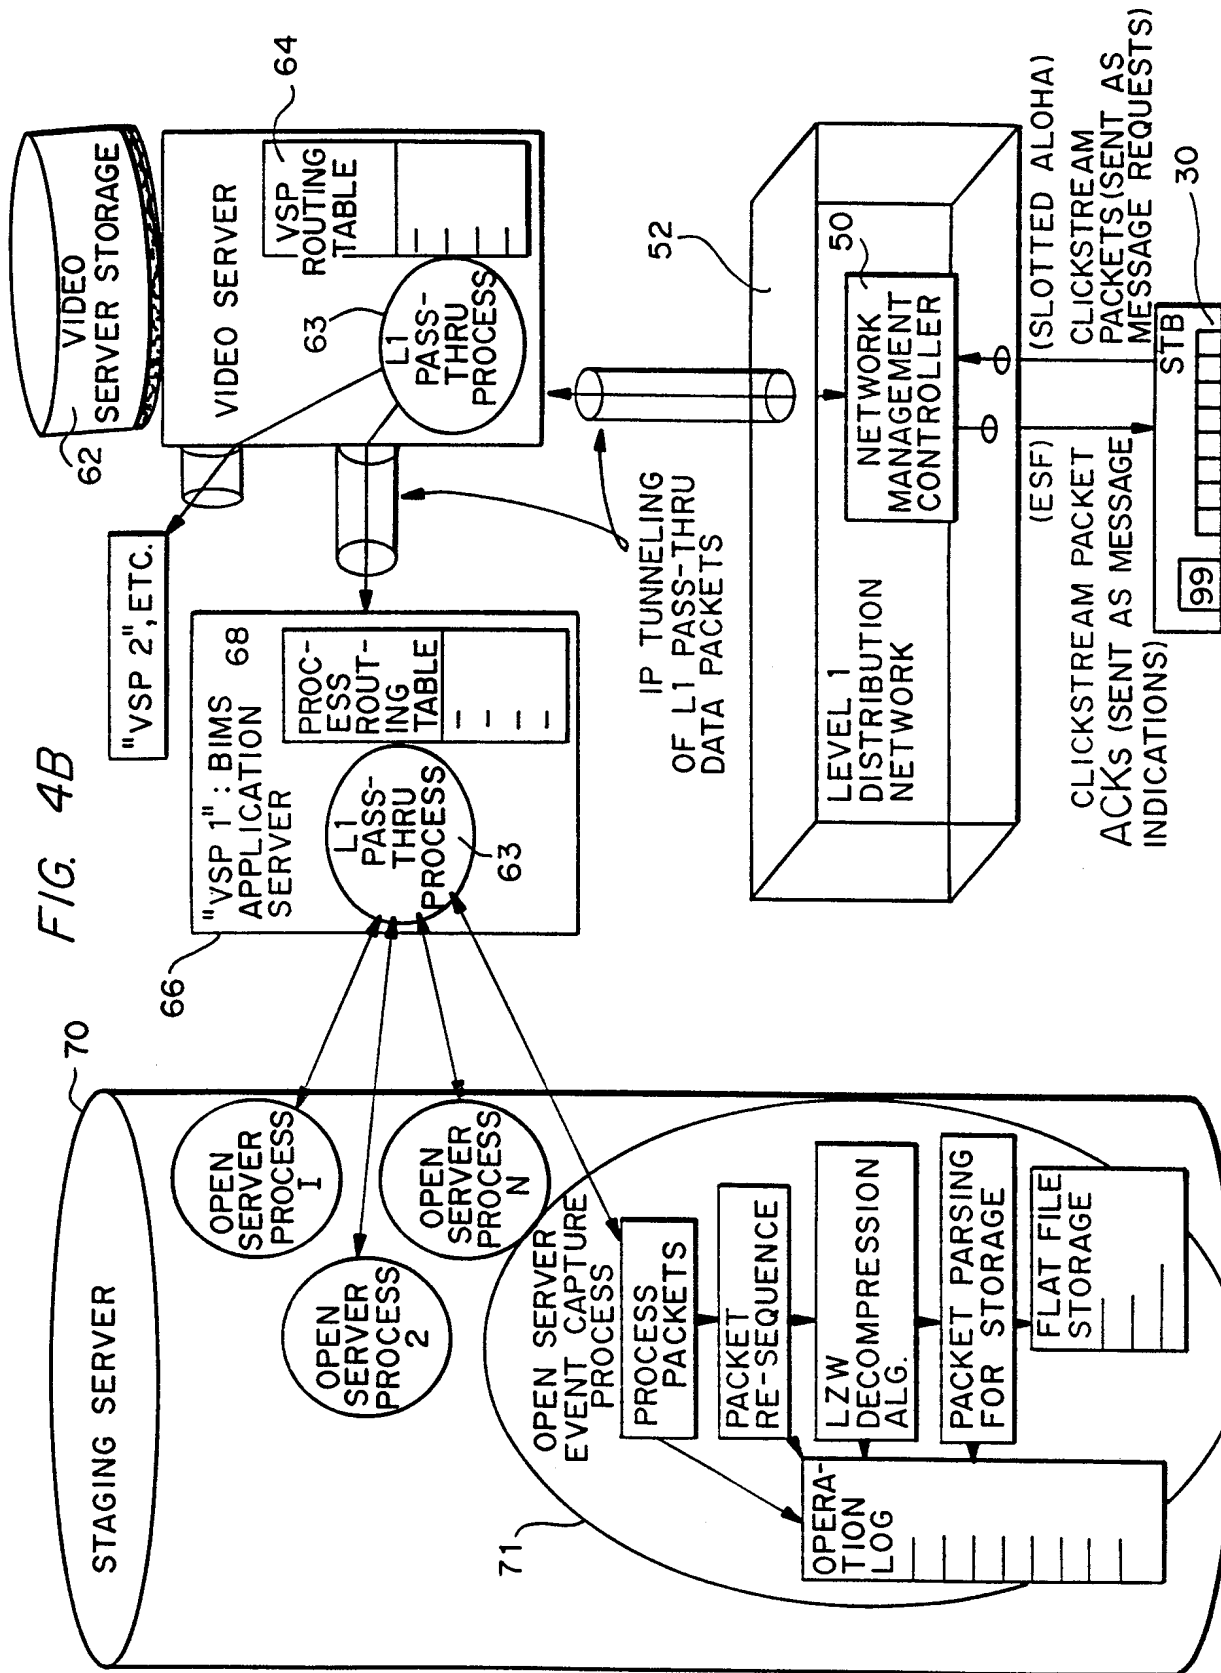 FIG. 4B
STAGING SERVER
70
OPEN
SERVER
PROCESS
I
OPEN
SERVER
PROCESS
2
OPEN
SERVER
PROCESS
N
OPEN SERVER
EVENT CAPTURE
PROCESS
71
PROCESS
PACKETS
PACKET
RE-SEQUENCE
LZW
DECOMPRESSION
ALG.
PACKET PARSING
FOR STORAGE
FLAT FILE
STORAGE
OPERA-
TION
LOG
66
"VSP 1" : BIMS
APPLICATION
SERVER
68
L1
PASS-
THRU
PROCESS
63
PROC-
ESS
ROUT-
ING
TABLE
"VSP 2", ETC.
62
VIDEO
SERVER STORAGE
VIDEO SERVER
63
L1
PASS-
THRU
PROCESS
VSP
ROUTING
TABLE
64
IP TUNNELING
OF L1 PASS-THRU
DATA PACKETS
52
LEVEL 1
DISTRIBUTION
NETWORK
50
NETWORK
MANAGEMENT
CONTROLLER
(ESF)
CLICKSTREAM PACKET
ACKs (SENT AS MESSAGE
INDICATIONS)
(SLOTTED ALOHA)
CLICKSTREAM
PACKETS (SENT AS
MESSAGE REQUESTS)
STB
30
99